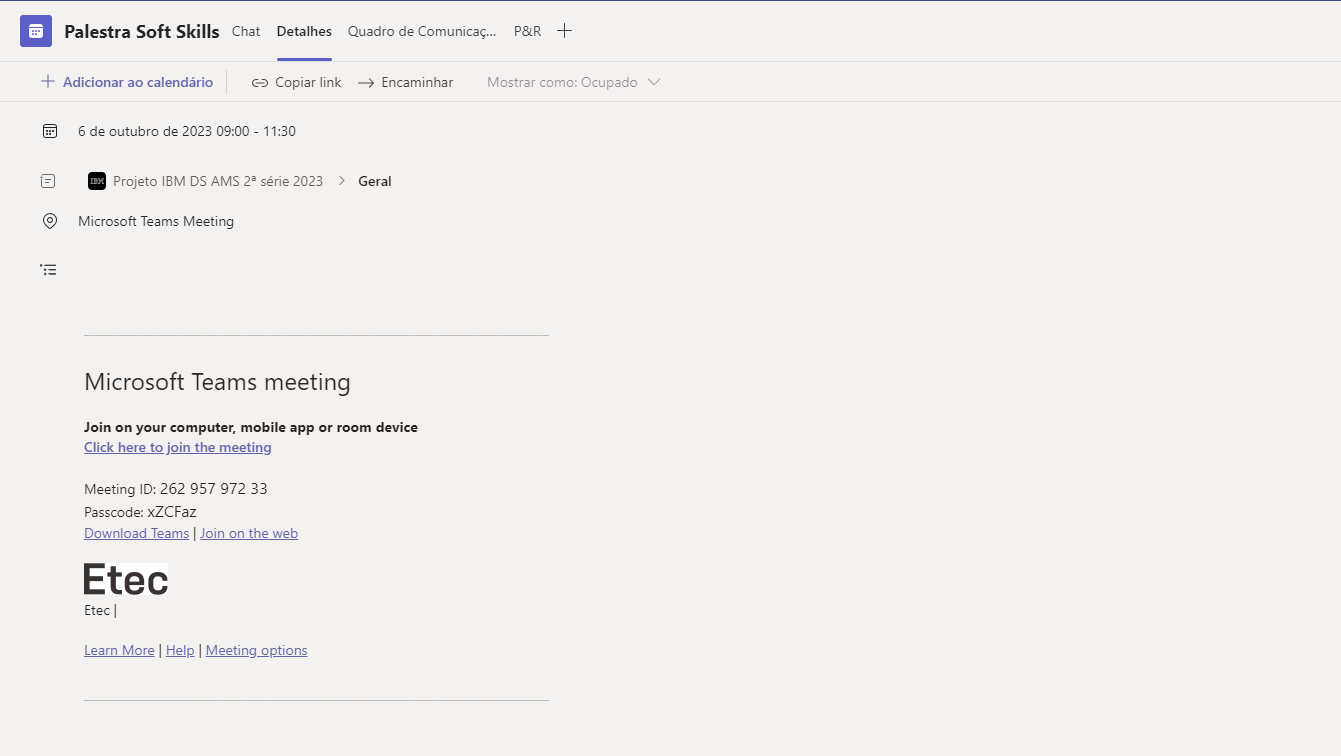 Palestra Soft Skills Chat Detalhes Quadro de Comunicaç... P&R
Adicionar ao calendário Copiar link Encaminhar Mostrar como: Ocupado
6 de outubro de 2023 09:00 - 11:30
IBM Projeto IBM DS AMS 2ª série 2023 > Geral
Microsoft Teams Meeting
Microsoft Teams meeting
Join on your computer, mobile app or room device
Click here to join the meeting
Meeting ID: 262 957 972 33
Passcode: xZCFaz
Download Teams | Join on the web
Etec
Etec |
Learn More | Help | Meeting options